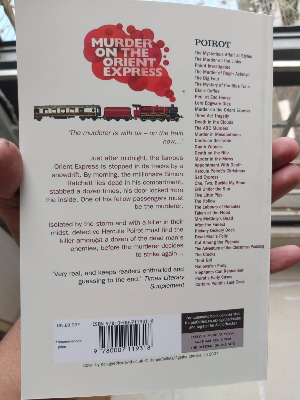 MURDER
ON THE
ORIENT
EXPRESS
'The murderer is with us – on the train
now...'
Just after midnight, the famous
Orient Express is stopped in its tracks by a
snowdrift. By morning, the millionaire Simon
Ratchett lies dead in his compartment,
stabbed a dozen times, his door locked from
the inside. One of his fellow passengers must
be the murderer.
Isolated by the storm and with a killer in their
midst, detective Hercule Poirot must find the
killer amongst a dozen of the dead man's
enemies, before the murderer decides
to strike again...
'Very real, and keeps readers enthralled and
guessing to the end.' Times Literary
Supplement
POIROT
The Mysterious Affair at Styles
The Murder on the Links
Poirot Investigates
The Murder of Roger Ackroyd
The Big Four
The Mystery of the Blue Train
Black Coffee
Peril at End House
Lord Edgware Dies
Murder on the Orient Express
Three Act Tragedy
Death in the Clouds
The ABC Murders
Murder in Mesopotamia
Cards on the Table
Dumb Witness
Death on the Nile
Murder in the Mews
Appointment With Death
Hercule Poirot's Christmas
Sad Cypress
One, Two, Buckle My Shoe
Evil Under the Sun
Five Little Pigs
The Hollow
The Labours of Hercules
Taken at the Flood
Mrs McGinty's Dead
After the Funeral
Hickory Dickory Dock
Dead Man's Folly
Cat Among the Pigeons
The Adventure of the Christmas Pudding
The Clocks
Third Girl
Hallowe'en Party
Elephants Can Remember
Poirot's Early Cases
Curtain: Poirot's Last Case
9 780007 119318